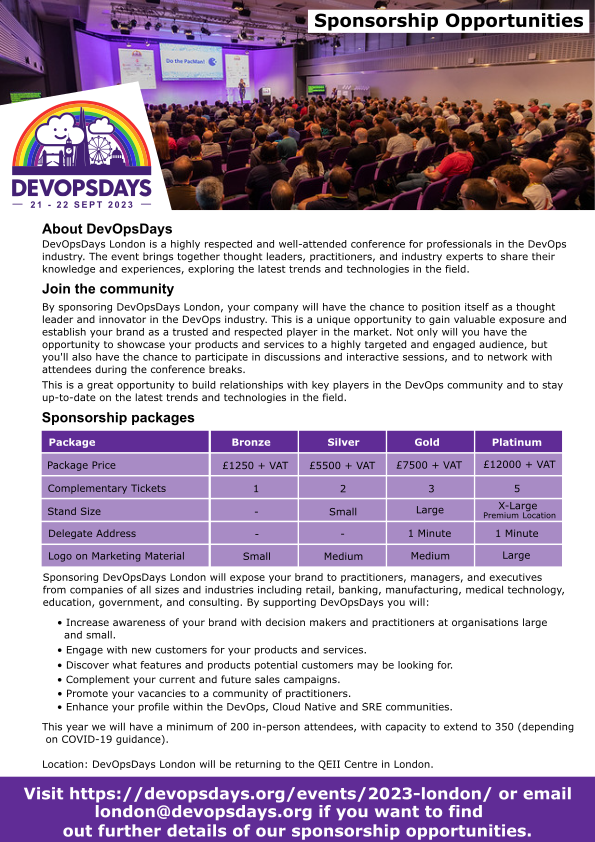 Sponsorship Opportunities
Do the PacMan!
DEVOPSDAYS
21 - 22 SEPT 2023
About DevOpsDays
DevOpsDays London is a highly respected and well-attended conference for professionals in the DevOps
industry. The event brings together thought leaders, practitioners, and industry experts to share their
knowledge and experiences, exploring the latest trends and technologies in the field.
Join the community
By sponsoring DevOpsDays London, your company will have the chance to position itself as a thought
leader and innovator in the DevOps industry. This is a unique opportunity to gain valuable exposure and
establish your brand as a trusted and respected player in the market. Not only will you have the
opportunity to showcase your products and services to a highly targeted and engaged audience, but
you'll also have the chance to participate in discussions and interactive sessions, and to network with
attendees during the conference breaks.
This is a great opportunity to build relationships with key players in the DevOps community and to stay
up-to-date on the latest trends and technologies in the field.
Sponsorship packages
Package Bronze Silver Gold Platinum
Package Price £1250 + VAT £5500 + VAT £7500 + VAT £12000 + VAT
Complementary Tickets 1 2 3 5
Stand Size - Small Large X-Large
Premium Location
Delegate Address - - 1 Minute 1 Minute
Logo on Marketing Material Small Medium Medium Large
Sponsoring DevOpsDays London will expose your brand to practitioners, managers, and executives
from companies of all sizes and industries including retail, banking, manufacturing, medical technology,
education, government, and consulting. By supporting DevOpsDays you will:
• Increase awareness of your brand with decision makers and practitioners at organisations large
and small.
• Engage with new customers for your products and services.
• Discover what features and products potential customers may be looking for.
• Complement your current and future sales campaigns.
• Promote your vacancies to a community of practitioners.
• Enhance your profile within the DevOps, Cloud Native and SRE communities.
This year we will have a minimum of 200 in-person attendees, with capacity to extend to 350 (depending
on COVID-19 guidance).
Location: DevOpsDays London will be returning to the QEII Centre in London.
Visit https://devopsdays.org/events/2023-london/ or email
london@devopsdays.org if you want to find
out further details of our sponsorship opportunities.